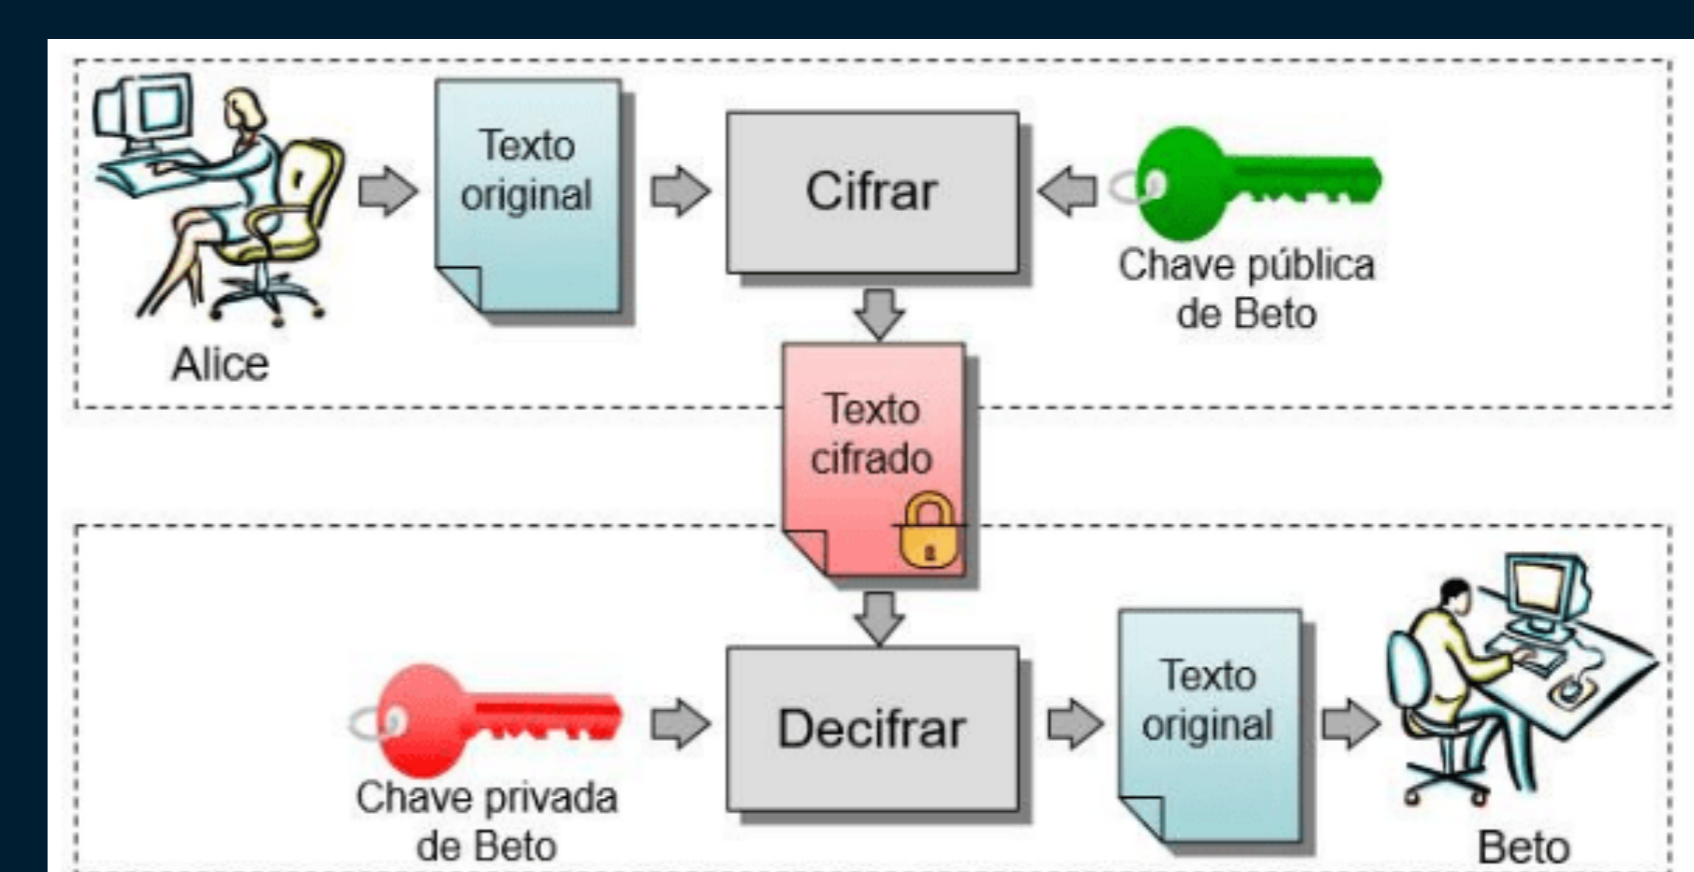 Texto
original
Cifrar
Chave pública
de Beto
Alice
Texto
cifrado
Chave privada
de Beto
Decifrar
Texto
original
Beto